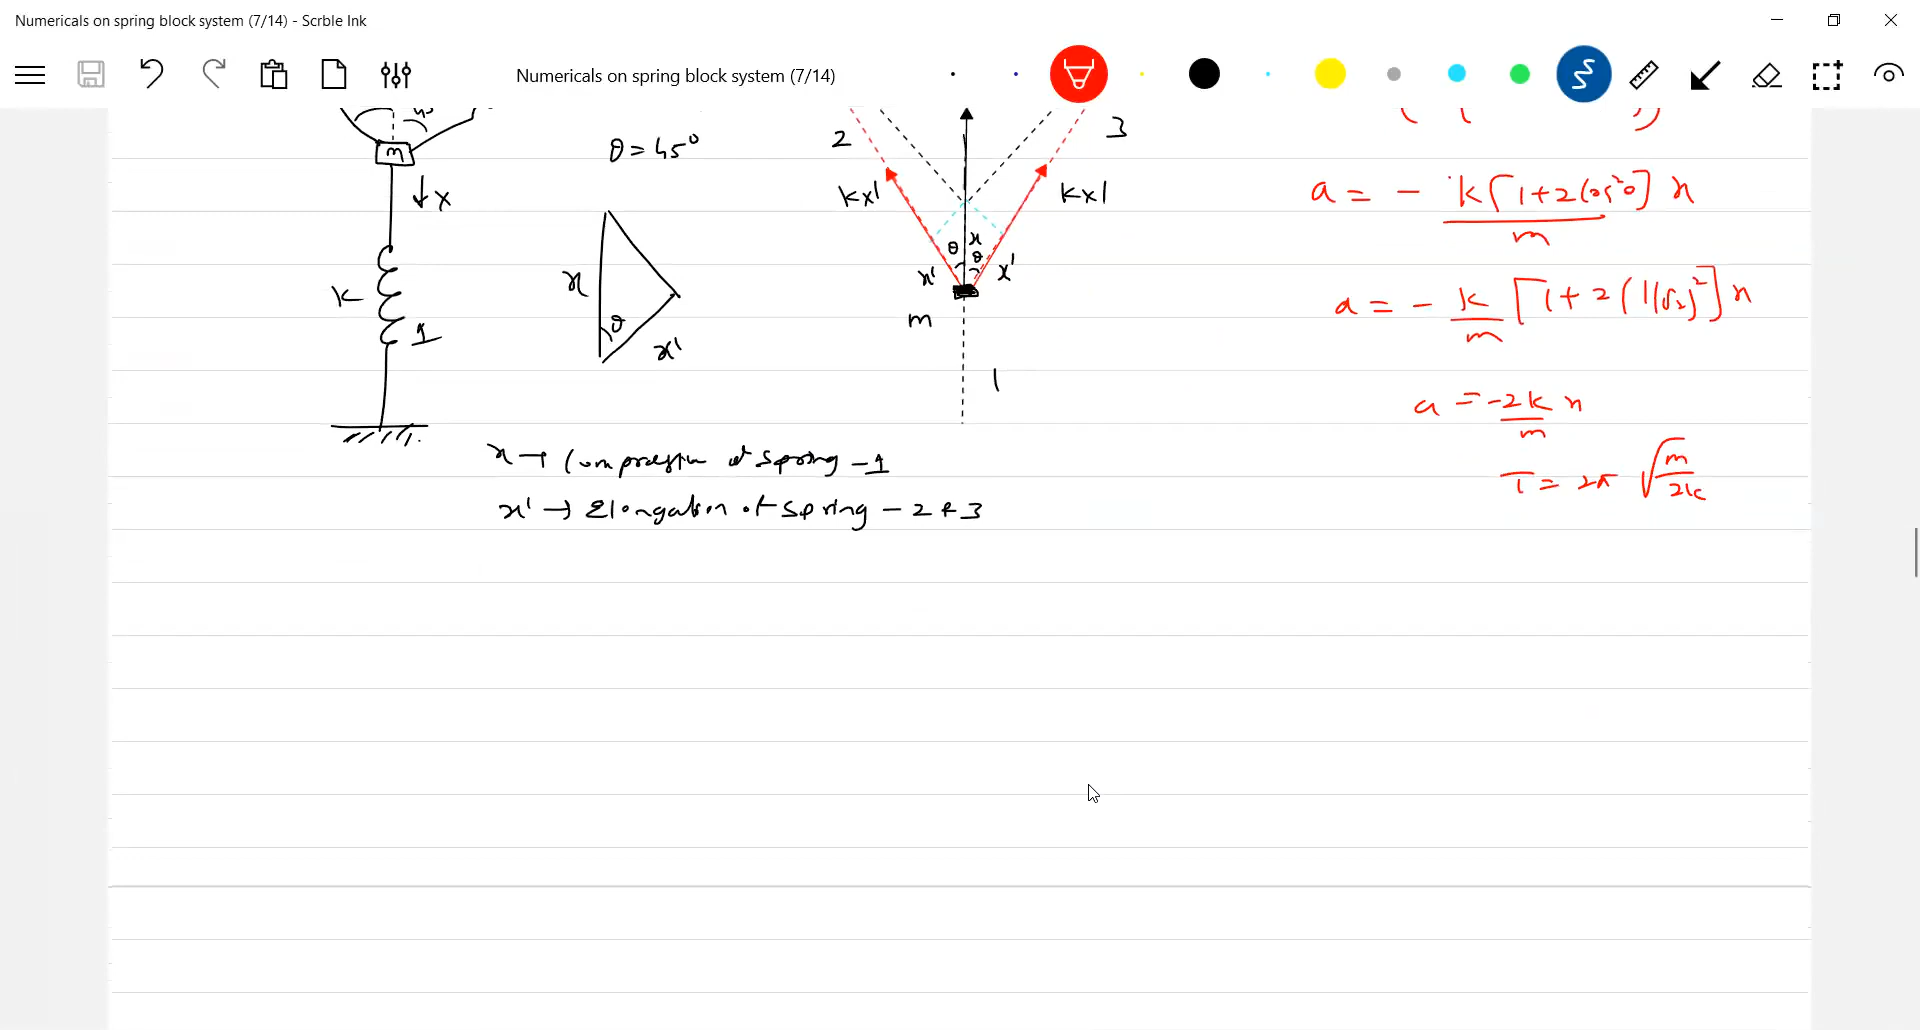 Numericals on spring block system (7/14) - Scrble Ink
Numericals on spring block system (7/14)
45
m
θ = 45°
↓ x
k
1
x
θ
x'
2
3
kx'
kx'
θ
x
θ
x'
x'
m
1
x → Compression of spring - 1
x' → Elongation of spring - 2 & 3
a = - k[1+2cos²θ] x
m
a = - k/m [1 + 2(1/√2)²] x
a = -2k/m x
T = 2π √(m/2k)